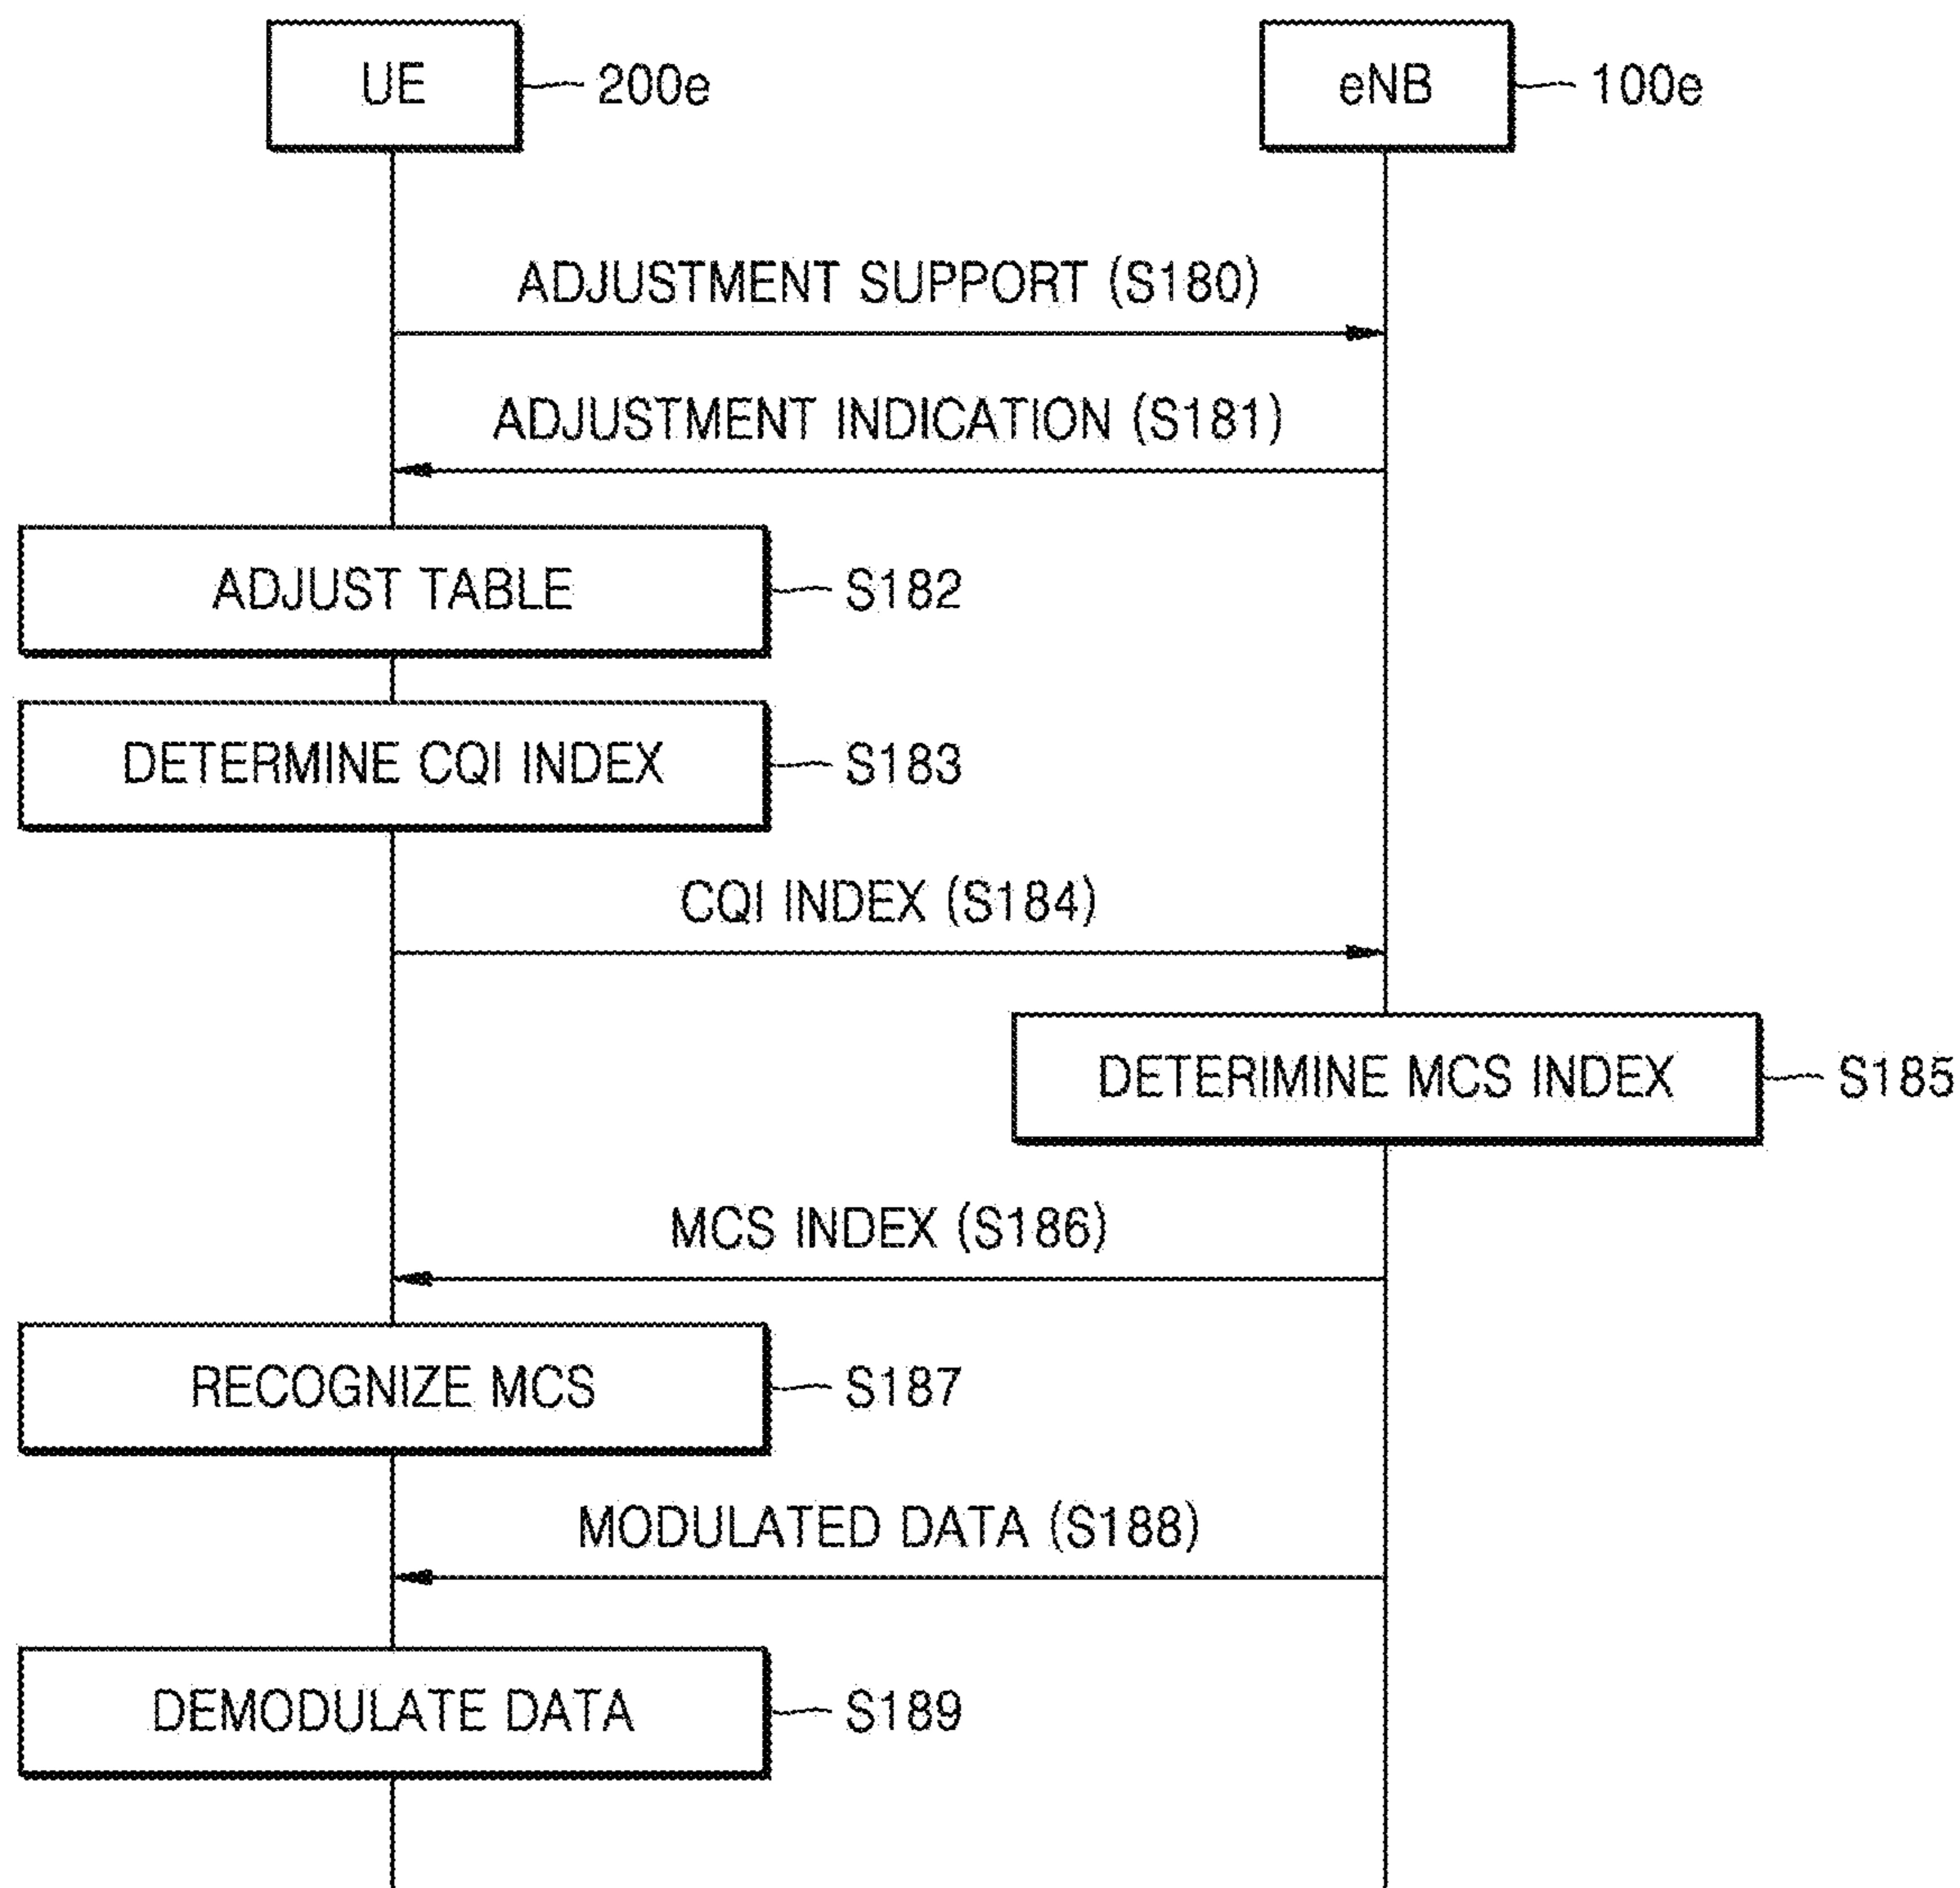 UE 200e eNB 100e
ADJUSTMENT SUPPORT (S180)
ADJUSTMENT INDICATION (S181)
ADJUST TABLE S182
DETERMINE CQI INDEX S183
CQI INDEX (S184)
DETERIMINE MCS INDEX S185
MCS INDEX (S186)
RECOGNIZE MCS S187
MODULATED DATA (S188)
DEMODULATE DATA S189